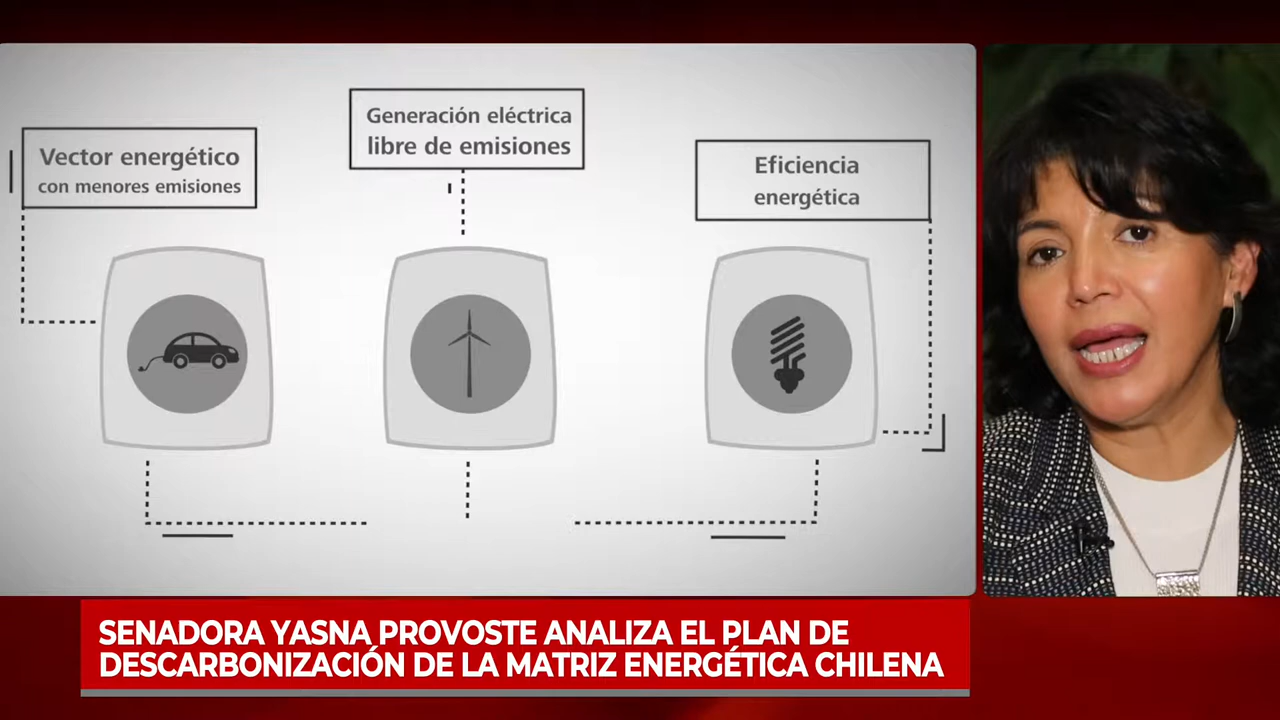 Vector energético
con menores emisiones
Generación eléctrica
libre de emisiones
Eficiencia
energética
SENADORA YASNA PROVOSTE ANALIZA EL PLAN DE
DESCARBONIZACIÓN DE LA MATRIZ ENERGÉTICA CHILENA